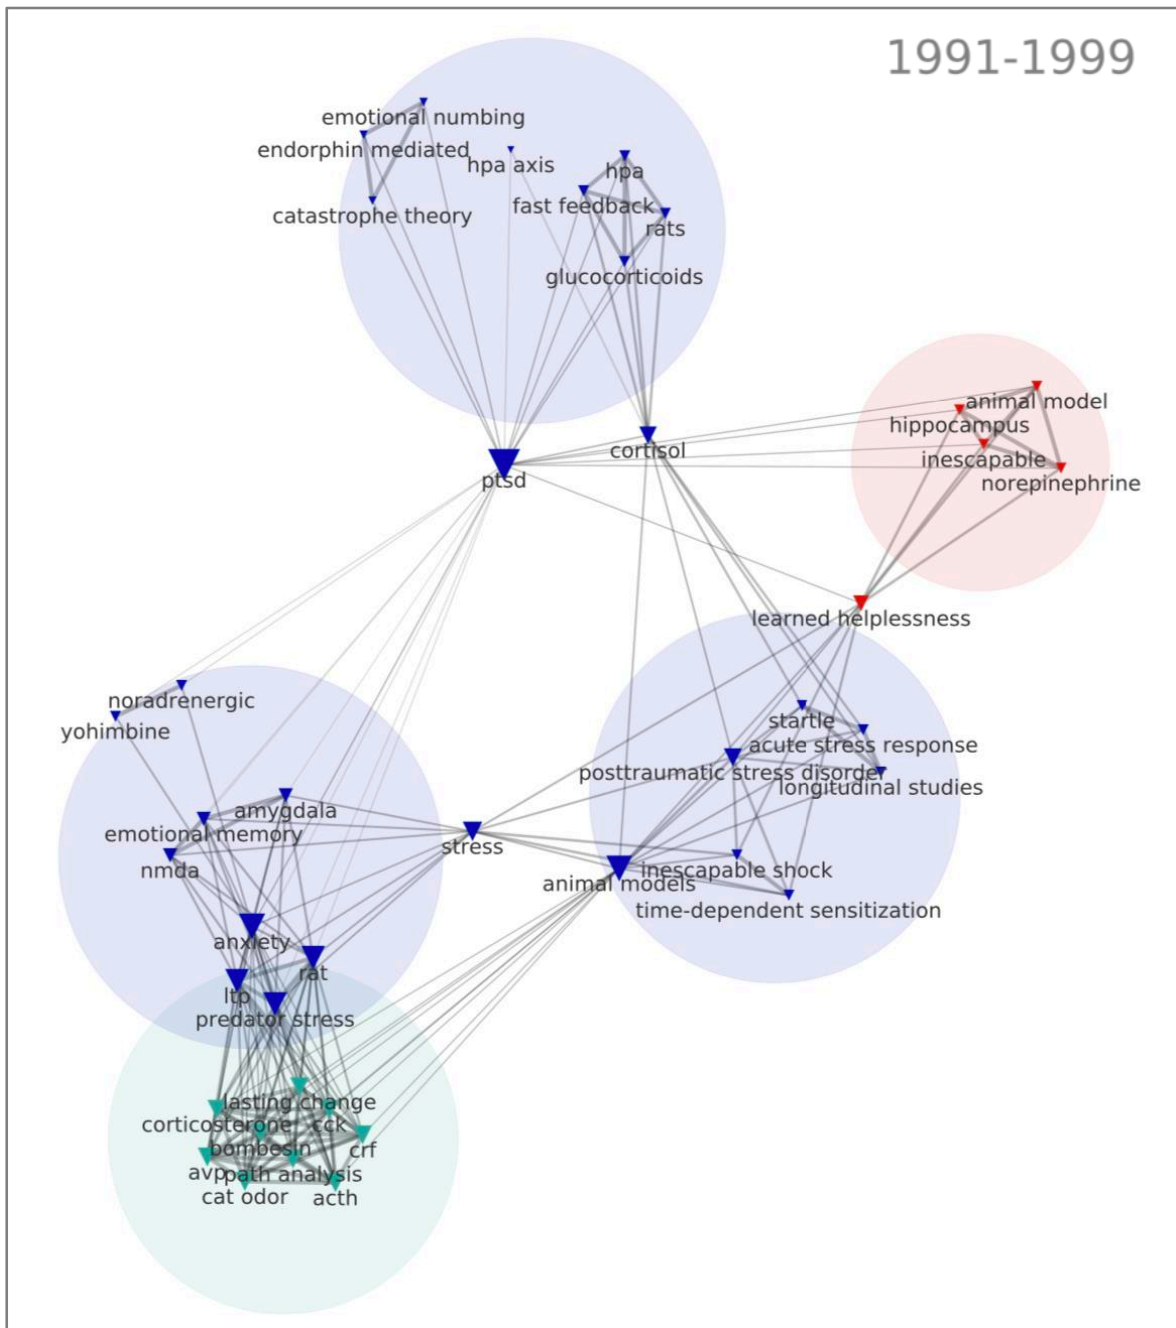 1991-1999
emotional numbing
endorphin mediated
hpa axis
hpa
catastrophe theory
fast feedback
rats
glucocorticoids
animal model
hippocampus
cortisol
inescapable
ptsd
norepinephrine
learned helplessness
noradrenergic
yohimbine
startle
acute stress response
posttraumatic stress disorder
longitudinal studies
amygdala
emotional memory
stress
nmda
inescapable shock
animal models
time-dependent sensitization
anxiety
rat
ltp
predator stress
lasting change
corticosterone
cck
bombesin
crf
avp
path analysis
cat odor
acth